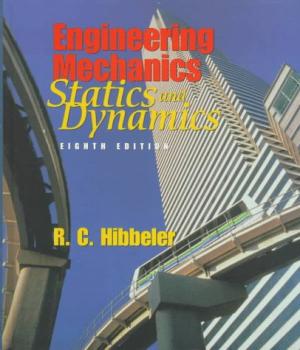 Engineering
Mechanics
Statics and
Dynamics
EIGHTH EDITION
R. C. Hibbeler